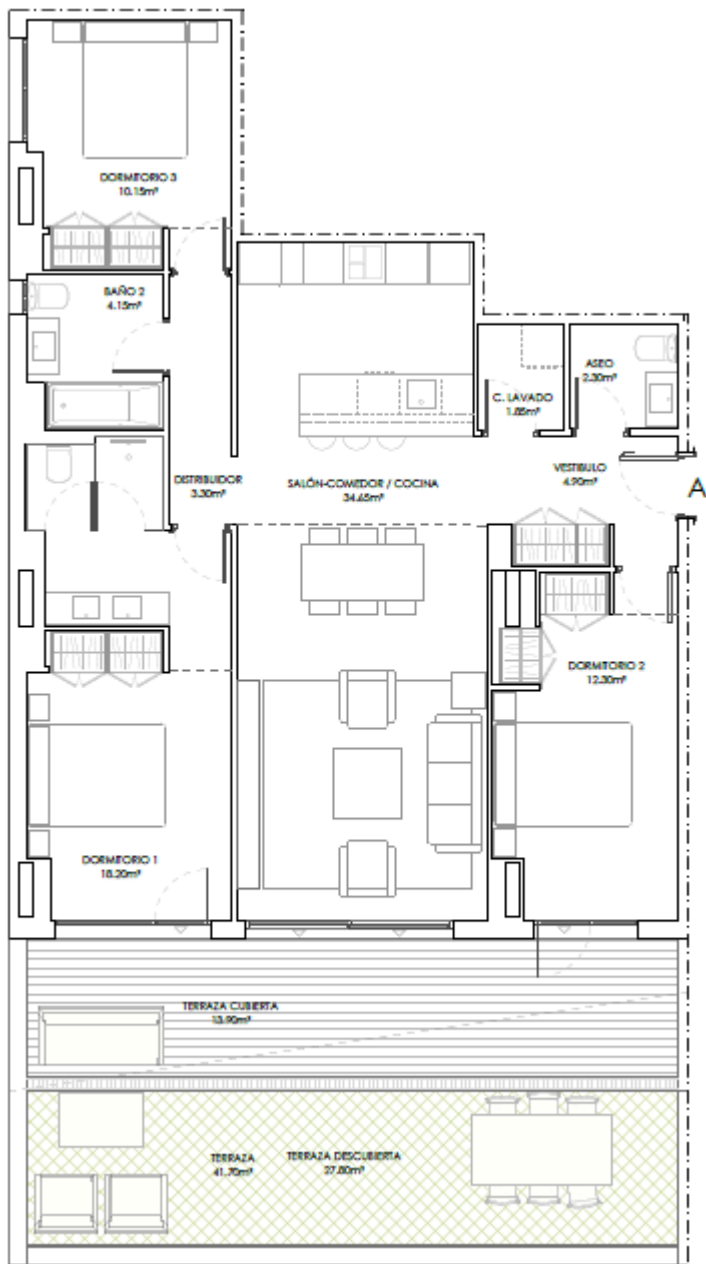 DORMITORIO 3
10.15m²
BAÑO 2
4.15m²
ASEO
2.30m²
C. LAVADO
1.85m²
DISTRIBUIDOR
3.30m²
SALÓN-COMEDOR / COCINA
34.65m²
VESTIBULO
4.90m²
A
DORMITORIO 2
12.30m²
DORMITORIO 1
18.20m²
TERRAZA CUBIERTA
13.90m²
TERRAZA
41.70m²
TERRAZA DESCUBIERTA
27.80m²